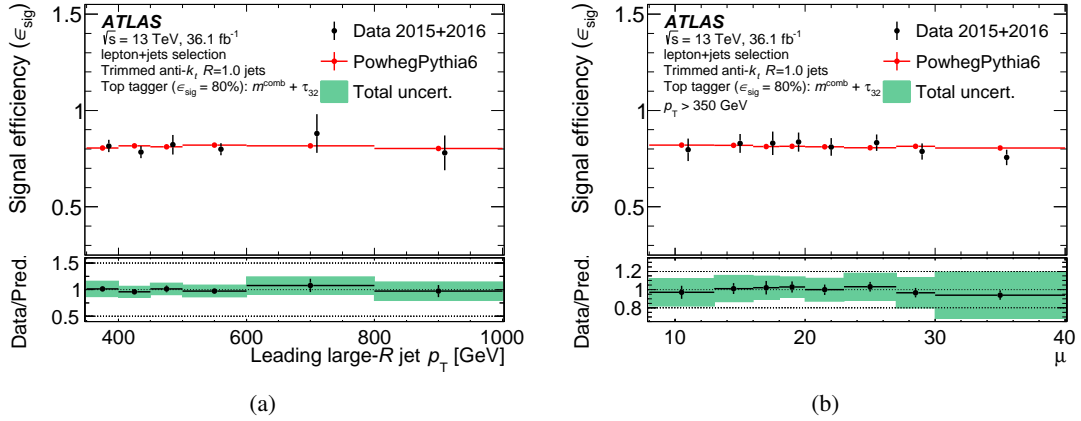 ATLAS
√s = 13 TeV, 36.1 fb⁻¹
lepton+jets selection
Trimmed anti-kₜ R=1.0 jets
Top tagger (ϵsig = 80%): mᶜᵒᵐᵇ + τ₃₂
Data 2015+2016
PowhegPythia6
Total uncert.
Signal efficiency (ϵsig)
1
0.5
Data/Pred.
1.5
1
0.5
400 600 800 1000
Leading large-R jet pT [GeV]
(a)
ATLAS
√s = 13 TeV, 36.1 fb⁻¹
lepton+jets selection
Trimmed anti-kₜ R=1.0 jets
Top tagger (ϵsig = 80%): mᶜᵒᵐᵇ + τ₃₂
pT > 350 GeV
Data 2015+2016
PowhegPythia6
Total uncert.
Signal efficiency (ϵsig)
1
0.5
Data/Pred.
1.2
1
0.8
10 20 30 40
μ
(b)